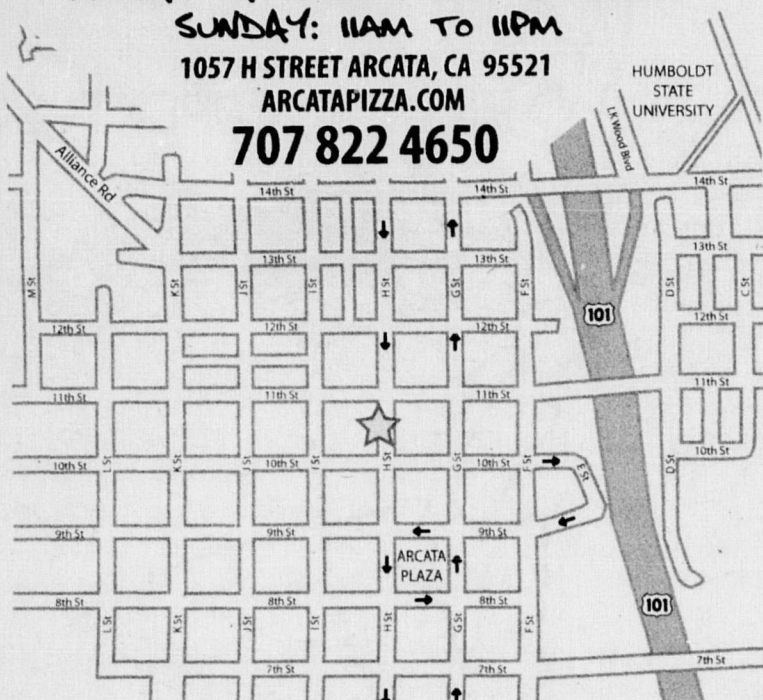 SUNDAY: 11AM TO 11PM
1057 H STREET ARCATA, CA 95521
ARCATAPIZZA.COM
707 822 4650
HUMBOLDT
STATE
UNIVERSITY
LK Wood Blvd
Alliance Rd
14th St
14th St
14th St
13th St
13th St
13th St
M St
K St
J St
I St
H St
G St
F St
D St
C St
101
12th St
12th St
12th St
12th St
11th St
11th St
11th St
11th St
10th St
10th St
10th St
10th St
L St
K St
J St
I St
H St
G St
F St
E St
D St
9th St
9th St
9th St
ARCATA
PLAZA
8th St
8th St
8th St
101
L St
K St
J St
I St
H St
G St
F St
7th St
7th St
7th St